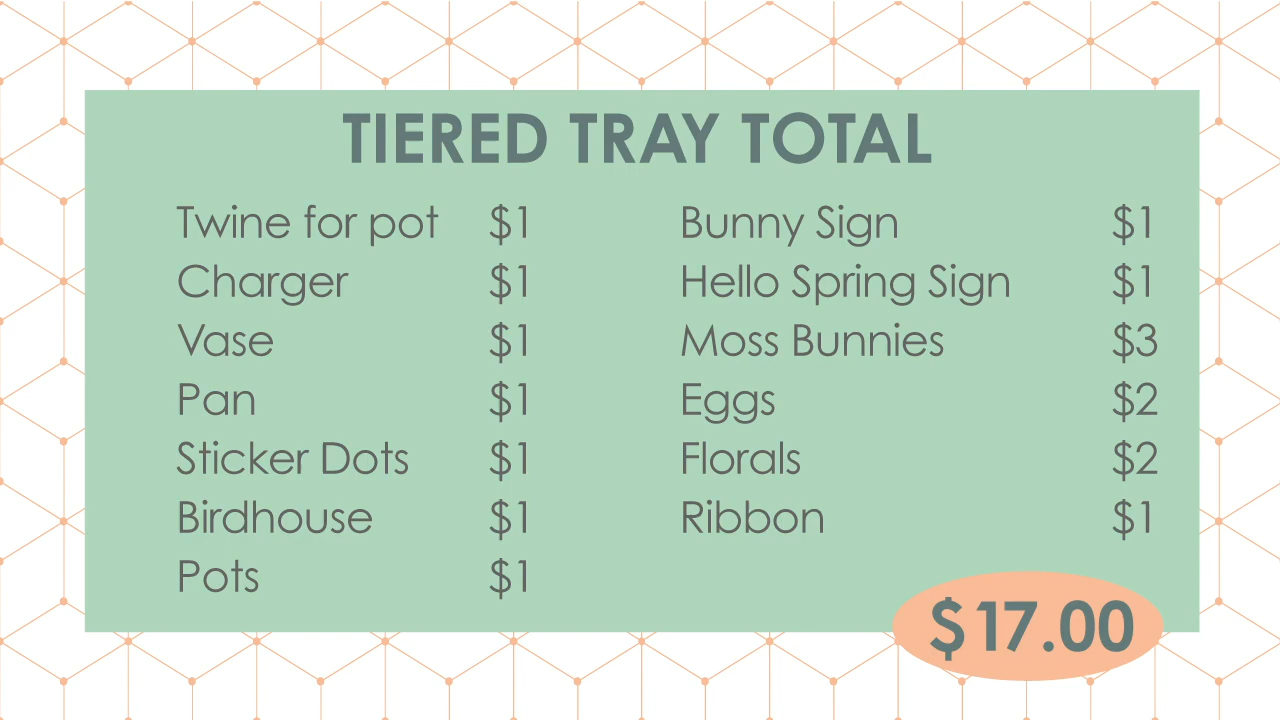 TIERED TRAY TOTAL
Twine for pot $1
Charger $1
Vase $1
Pan $1
Sticker Dots $1
Birdhouse $1
Pots $1
Bunny Sign $1
Hello Spring Sign $1
Moss Bunnies $3
Eggs $2
Florals $2
Ribbon $1
$17.00